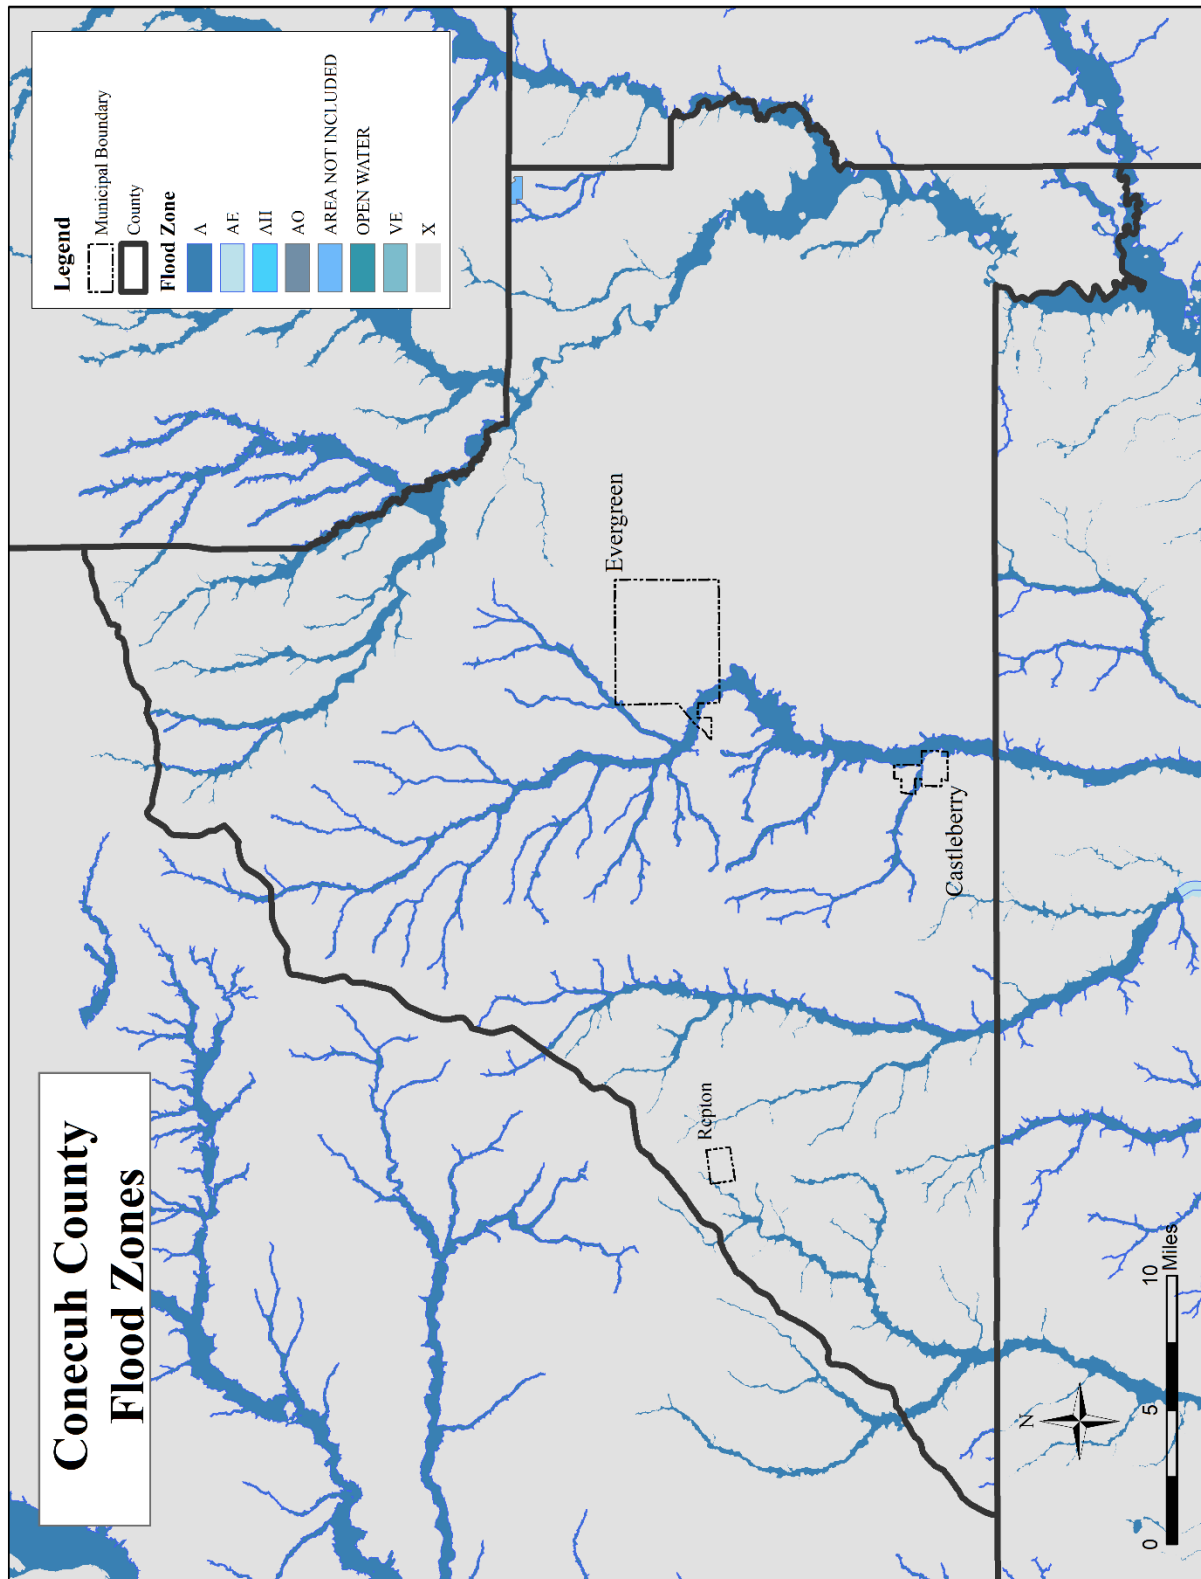 Conecuh County
Flood Zones
Legend
Municipal Boundary
County
Flood Zone
A
AE
AH
AO
AREA NOT INCLUDED
OPEN WATER
VE
X
Evergreen
Repton
Castleberry
N
0 5 10
Miles